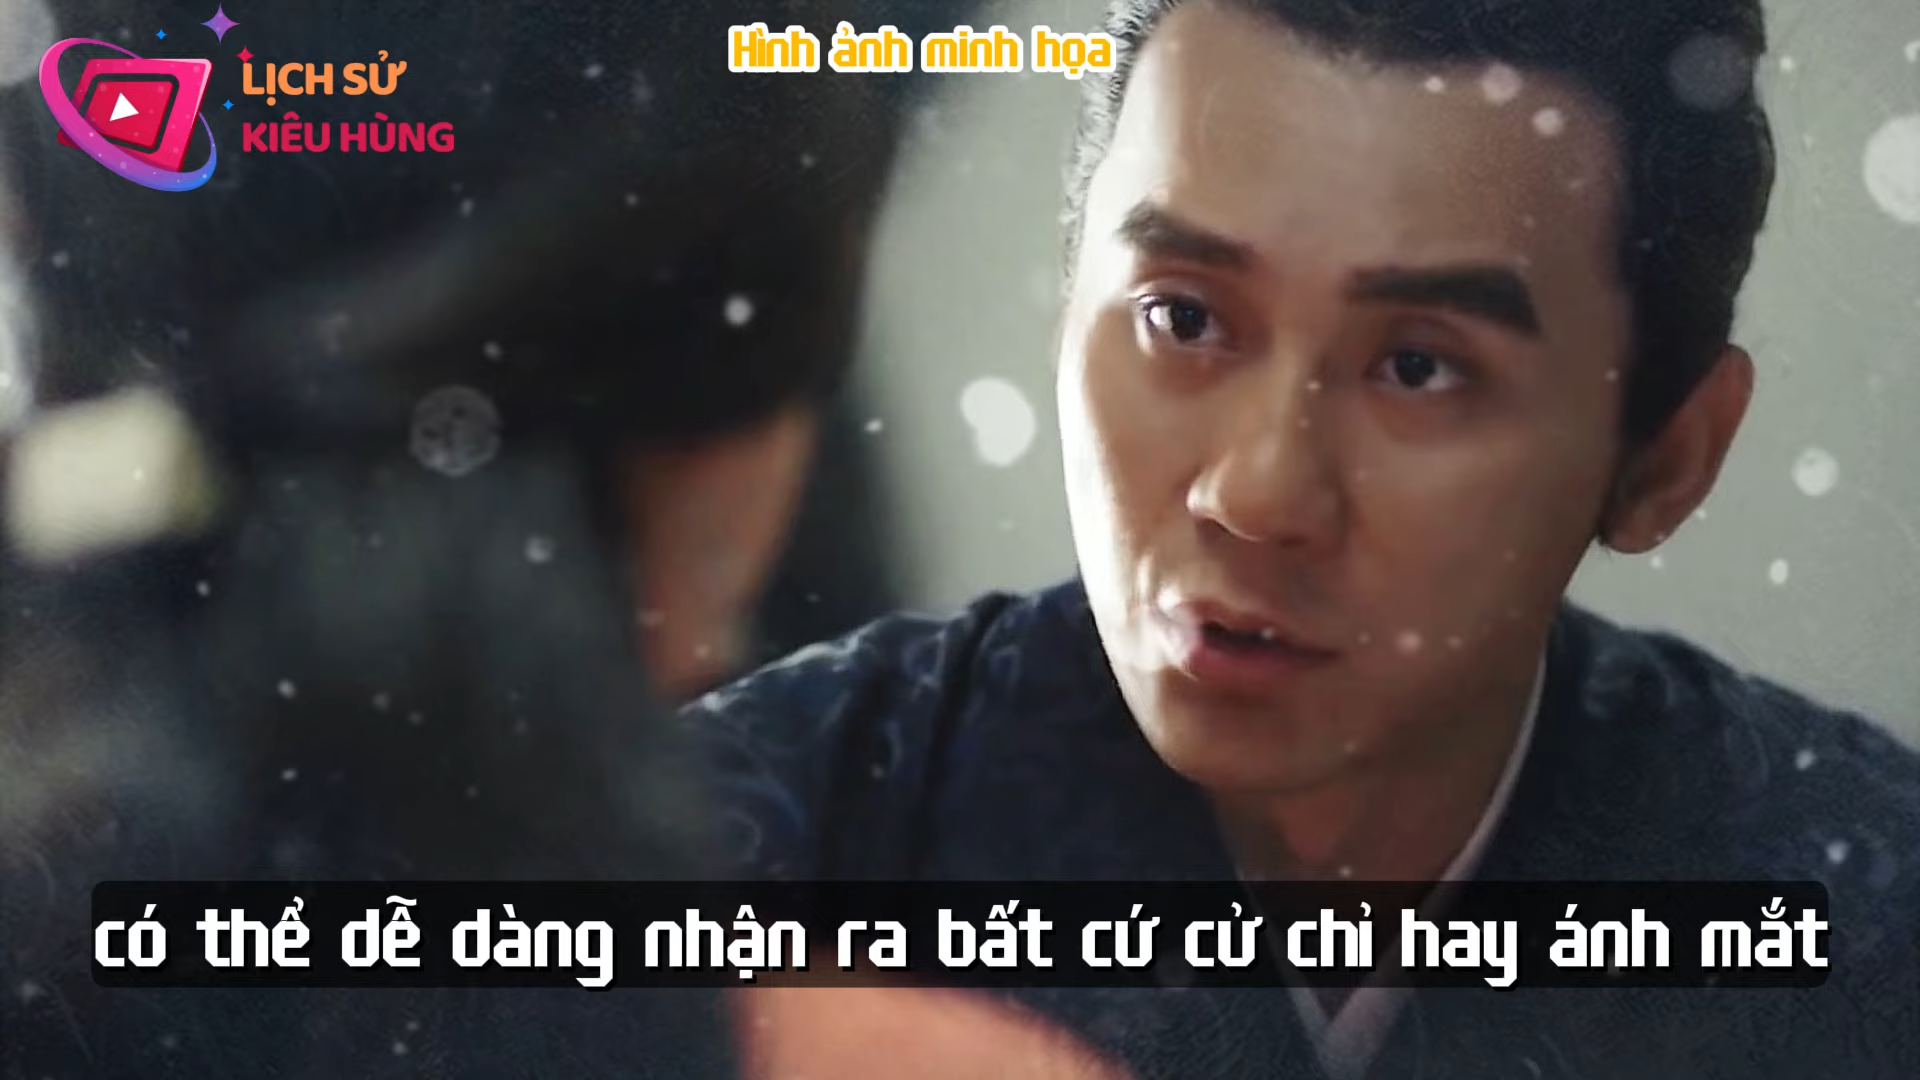 LỊCH SỬ
KIÊU HÙNG
Hình ảnh minh họa
có thể dễ dàng nhận ra bất cứ cử chỉ hay ánh mắt